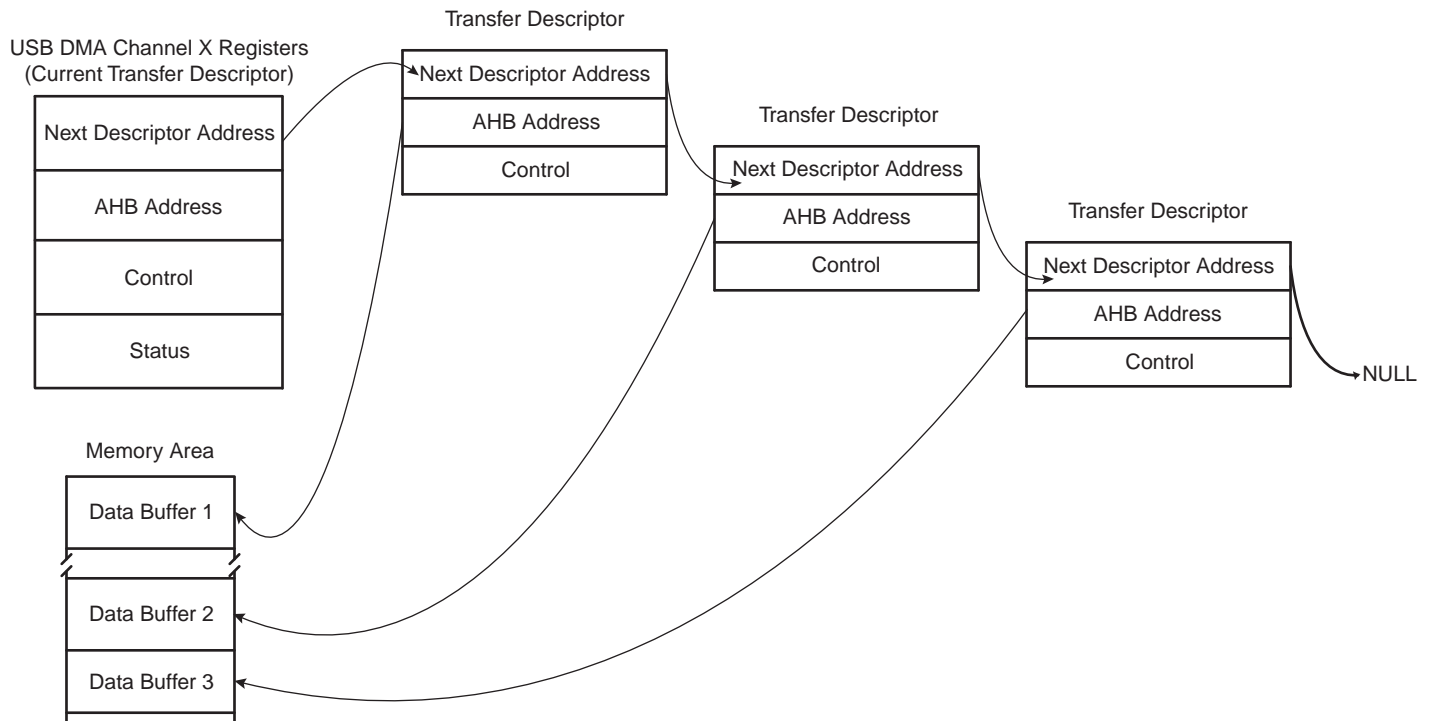 USB DMA Channel X Registers
(Current Transfer Descriptor)
Next Descriptor Address
AHB Address
Control
Status
Transfer Descriptor
Next Descriptor Address
AHB Address
Control
Transfer Descriptor
Next Descriptor Address
AHB Address
Control
Transfer Descriptor
Next Descriptor Address
AHB Address
Control
NULL
Memory Area
Data Buffer 1
Data Buffer 2
Data Buffer 3